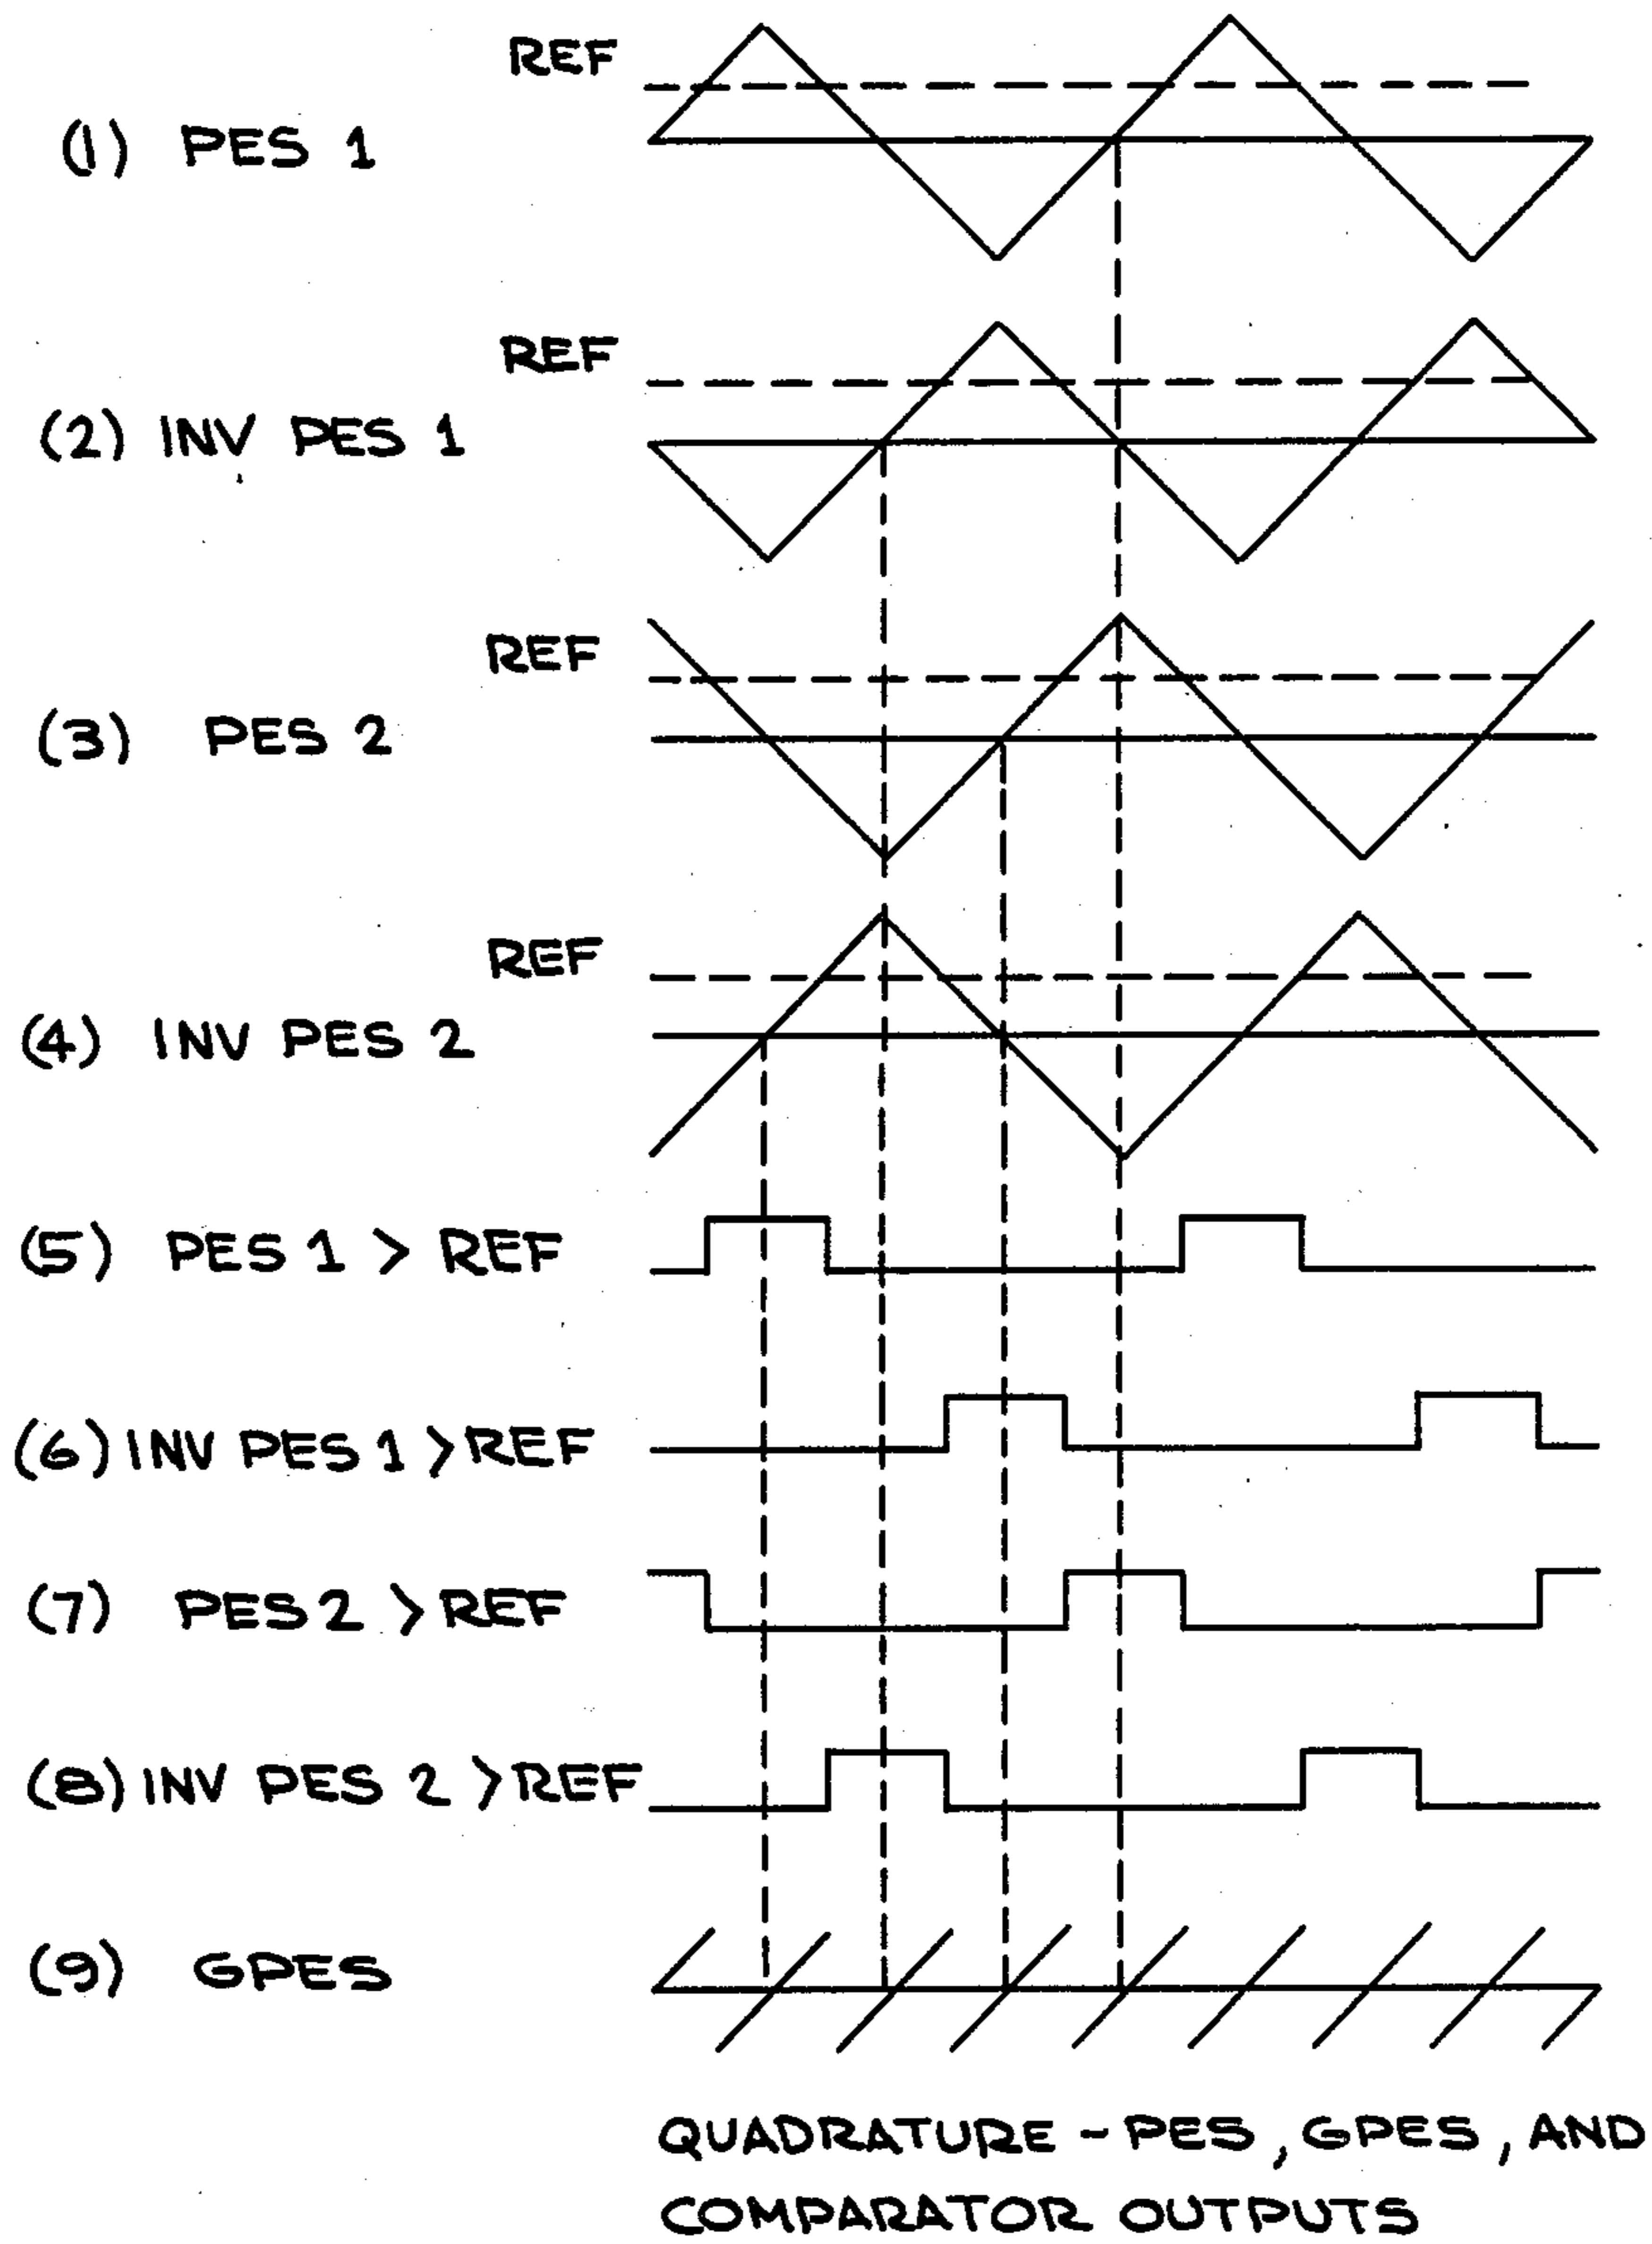 REF
(1) PES 1
REF
(2) INV PES 1
REF
(3) PES 2
REF
(4) INV PES 2
(5) PES 1 > REF
(6) INV PES 1 > REF
(7) PES 2 > REF
(8) INV PES 2 > REF
(9) GPES
QUADRATURE - PES, GPES, AND
COMPARATOR OUTPUTS